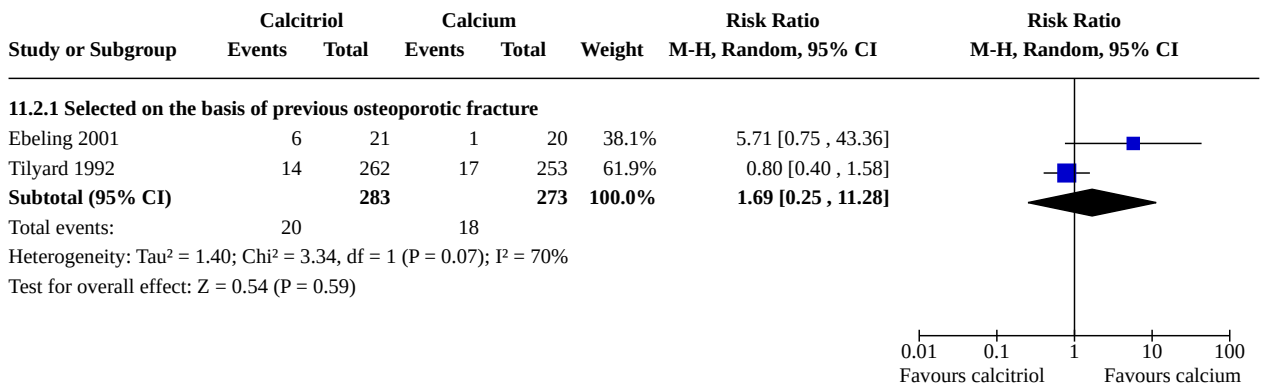 Calcitriol Calcium Risk Ratio Risk Ratio
Study or Subgroup Events Total Events Total Weight M-H, Random, 95% CI M-H, Random, 95% CI
11.2.1 Selected on the basis of previous osteoporotic fracture
Ebeling 2001 6 21 1 20 38.1% 5.71 [0.75 , 43.36]
Tilyard 1992 14 262 17 253 61.9% 0.80 [0.40 , 1.58]
Subtotal (95% CI) 283 273 100.0% 1.69 [0.25 , 11.28]
Total events: 20 18
Heterogeneity: Tau² = 1.40; Chi² = 3.34, df = 1 (P = 0.07); I² = 70%
Test for overall effect: Z = 0.54 (P = 0.59)
0.01 0.1 1 10 100
Favours calcitriol Favours calcium